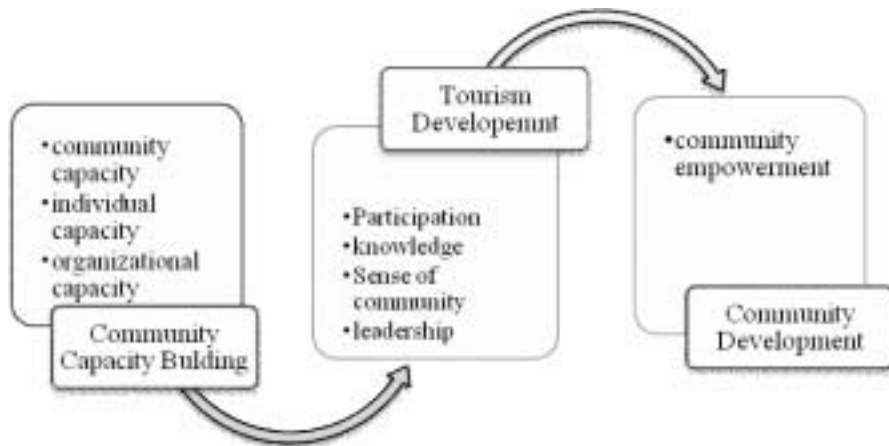 •community
capacity
•individual
capacity
•organizational
capacity
Community
Capacity Bulding
Tourism
Developemnt
•Participation
•knowledge
•Sense of
community
•leadership
•community
empowerment
Community
Development